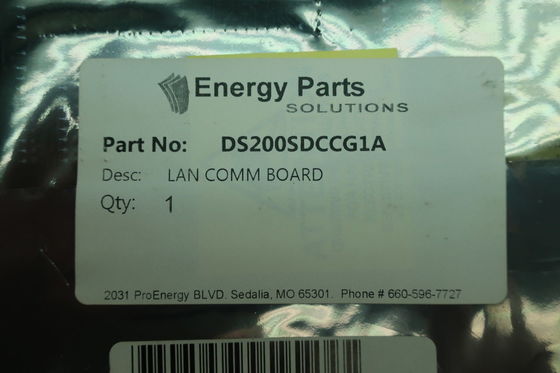 Energy Parts
SOLUTIONS
Part No: DS200SDCCG1A
Desc: LAN COMM BOARD
Qty: 1
2031 ProEnergy BLVD. Sedalia, MO 65301. Phone # 660-596-7727